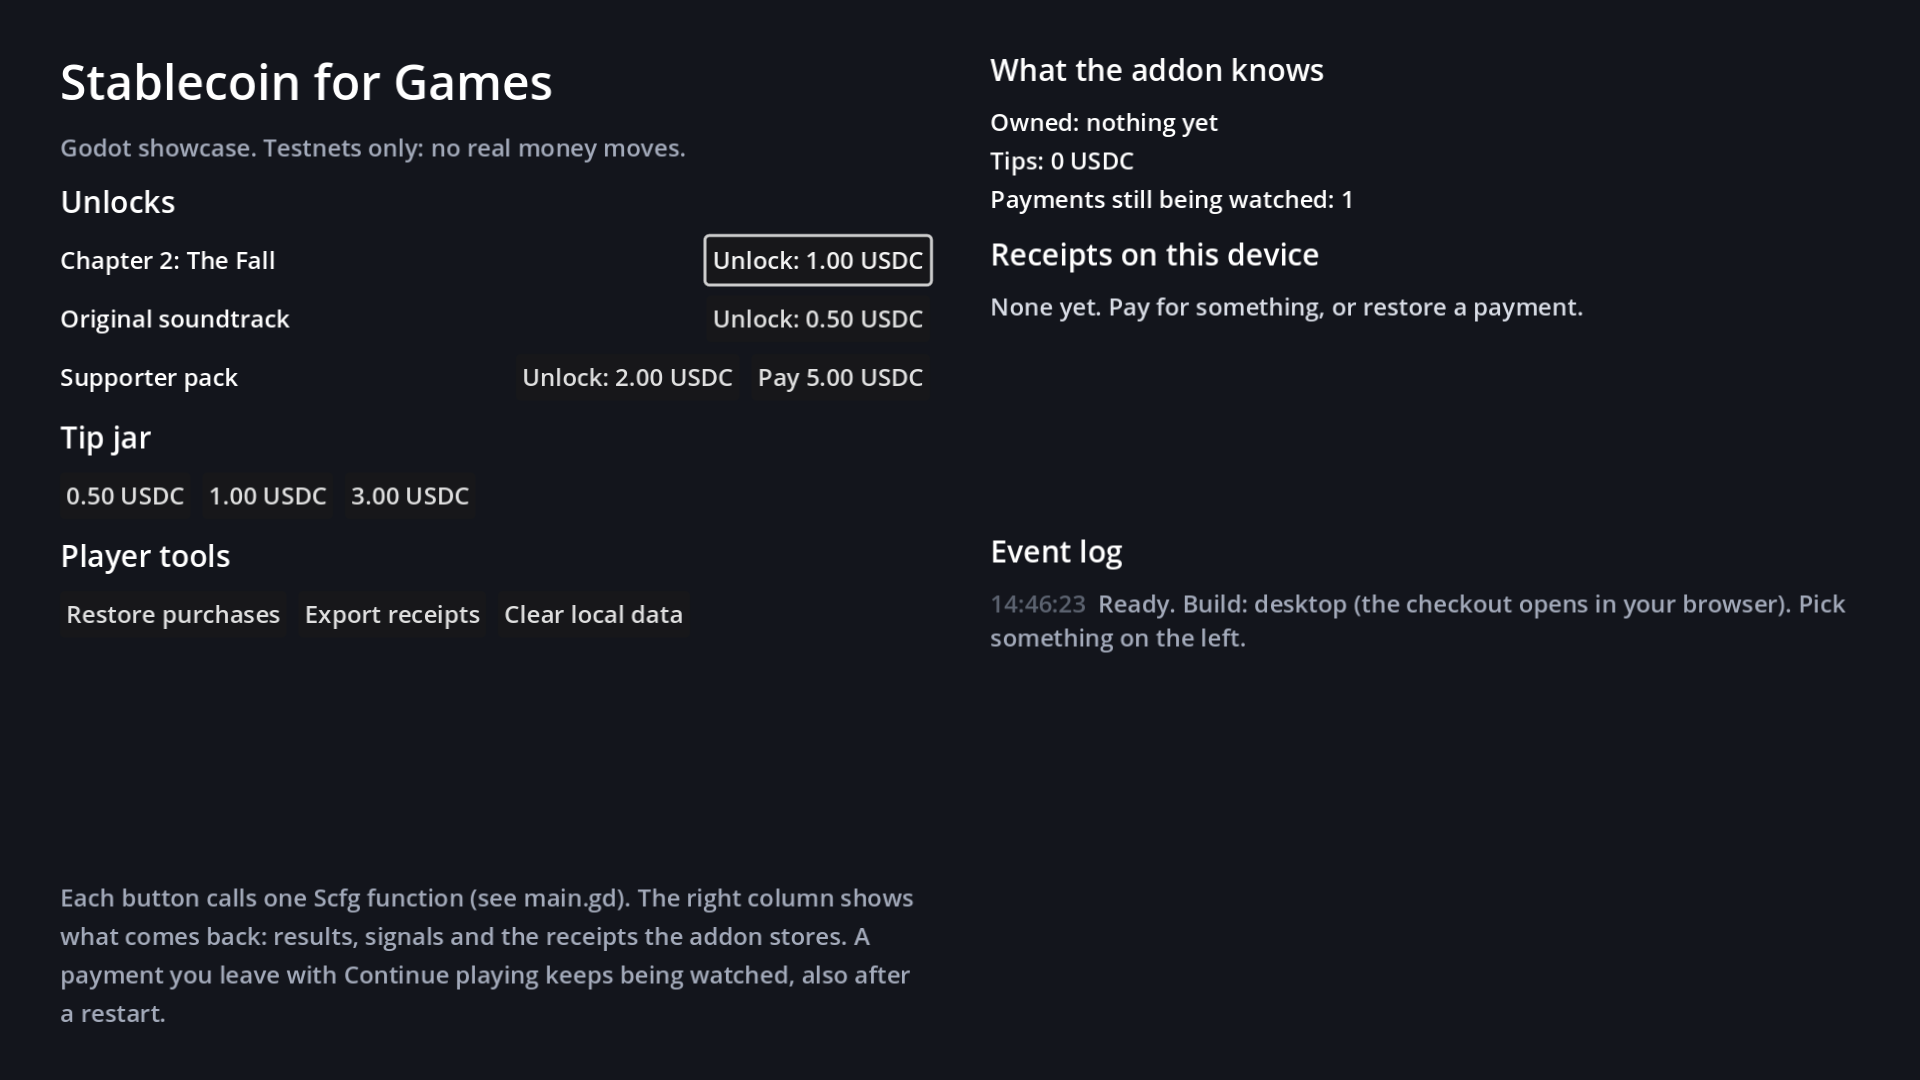 Stablecoin for Games
Godot showcase. Testnets only: no real money moves.
Unlocks
Chapter 2: The Fall
Unlock: 1.00 USDC
Original soundtrack
Unlock: 0.50 USDC
Supporter pack
Unlock: 2.00 USDC
Pay 5.00 USDC
Tip jar
0.50 USDC
1.00 USDC
3.00 USDC
Player tools
Restore purchases
Export receipts
Clear local data
Each button calls one Scfg function (see main.gd). The right column shows
what comes back: results, signals and the receipts the addon stores. A
payment you leave with Continue playing keeps being watched, also after
a restart.
What the addon knows
Owned: nothing yet
Tips: 0 USDC
Payments still being watched: 1
Receipts on this device
None yet. Pay for something, or restore a payment.
Event log
14:46:23 Ready. Build: desktop (the checkout opens in your browser). Pick
something on the left.